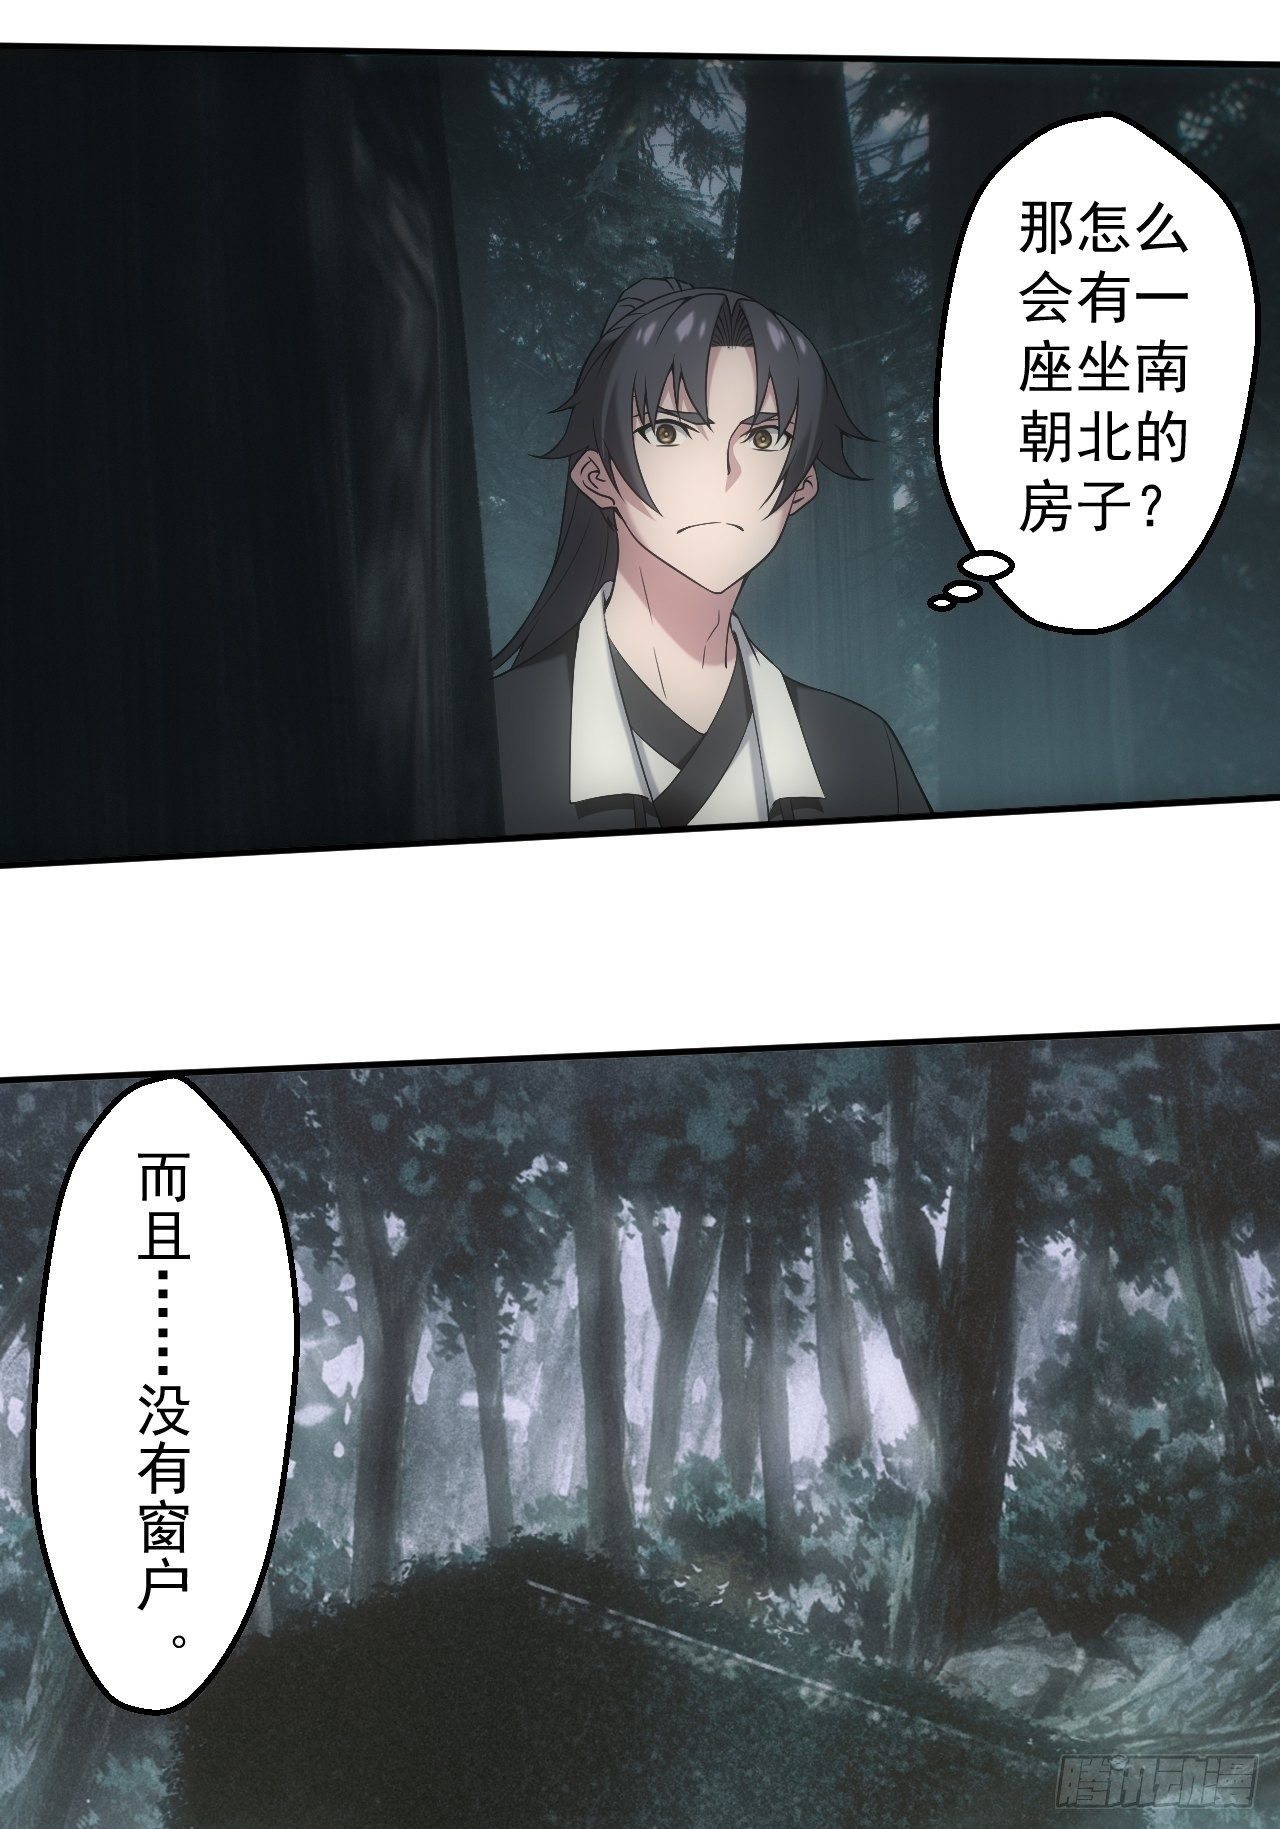 那怎么
会有一
座坐南
朝北的
房子？
而且……没有窗户。
腾讯动漫